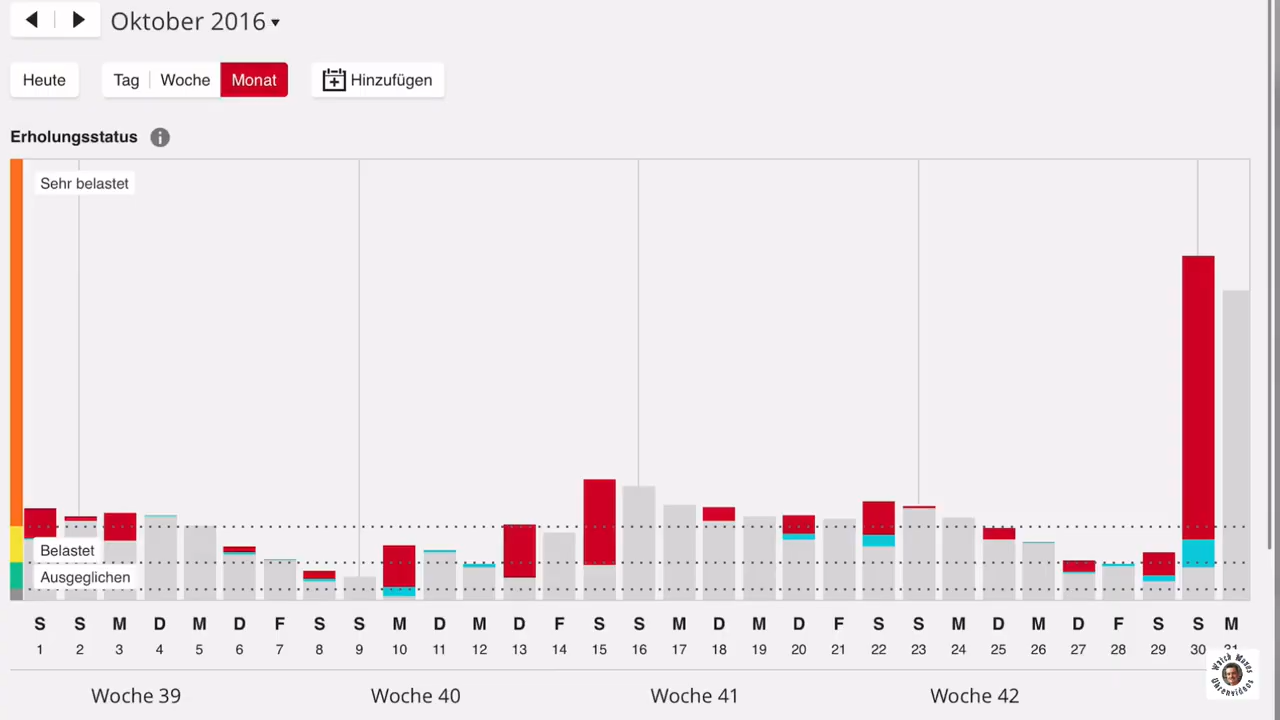 Oktober 2016
Heute Tag Woche Monat Hinzufügen
Erholungsstatus
Sehr belastet
Belastet
Ausgeglichen
S S M D M D F S S M D M D F S S M D M D F S S M D M D F S S M
1 2 3 4 5 6 7 8 9 10 11 12 13 14 15 16 17 18 19 20 21 22 23 24 25 26 27 28 29 30 31
Woche 39 Woche 40 Woche 41 Woche 42